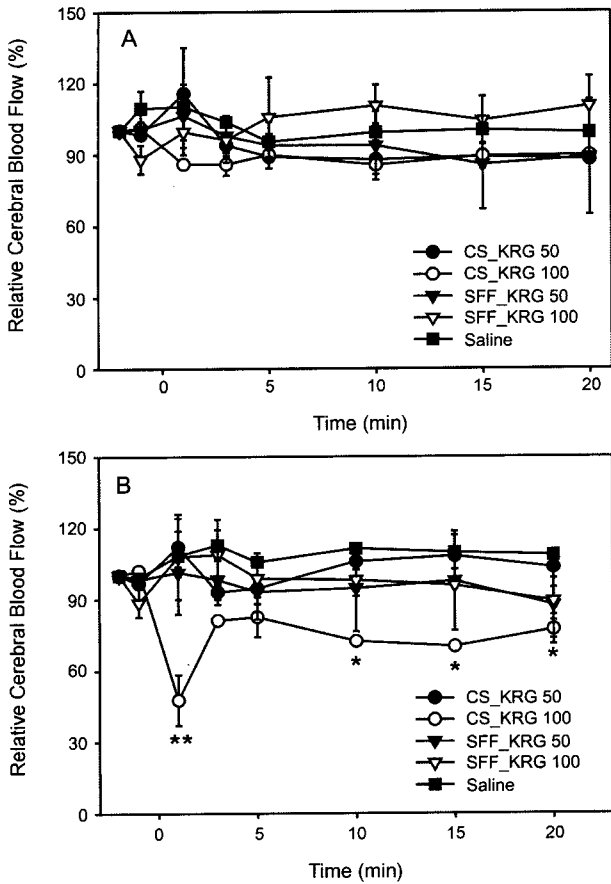 A
Relative Cerebral Blood Flow (%)
150
120
90
60
30
0
CS_KRG 50
CS_KRG 100
SFF_KRG 50
SFF_KRG 100
Saline
0 5 10 15 20
Time (min)
B
Relative Cerebral Blood Flow (%)
150
120
90
60
30
0
**
*
*
*
CS_KRG 50
CS_KRG 100
SFF_KRG 50
SFF_KRG 100
Saline
0 5 10 15 20
Time (min)